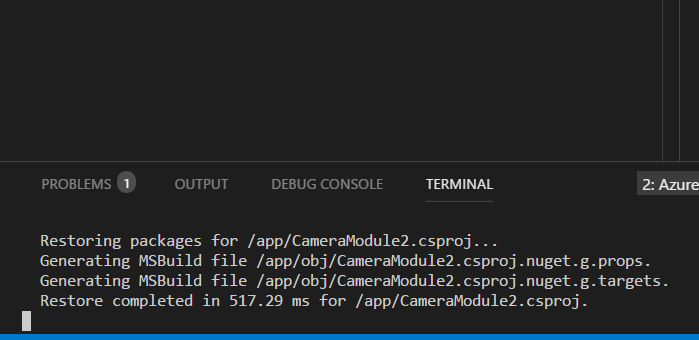 PROBLEMS 1 OUTPUT DEBUG CONSOLE TERMINAL 2: Azure
Restoring packages for /app/CameraModule2.csproj...
Generating MSBuild file /app/obj/CameraModule2.csproj.nuget.g.props.
Generating MSBuild file /app/obj/CameraModule2.csproj.nuget.g.targets.
Restore completed in 517.29 ms for /app/CameraModule2.csproj.